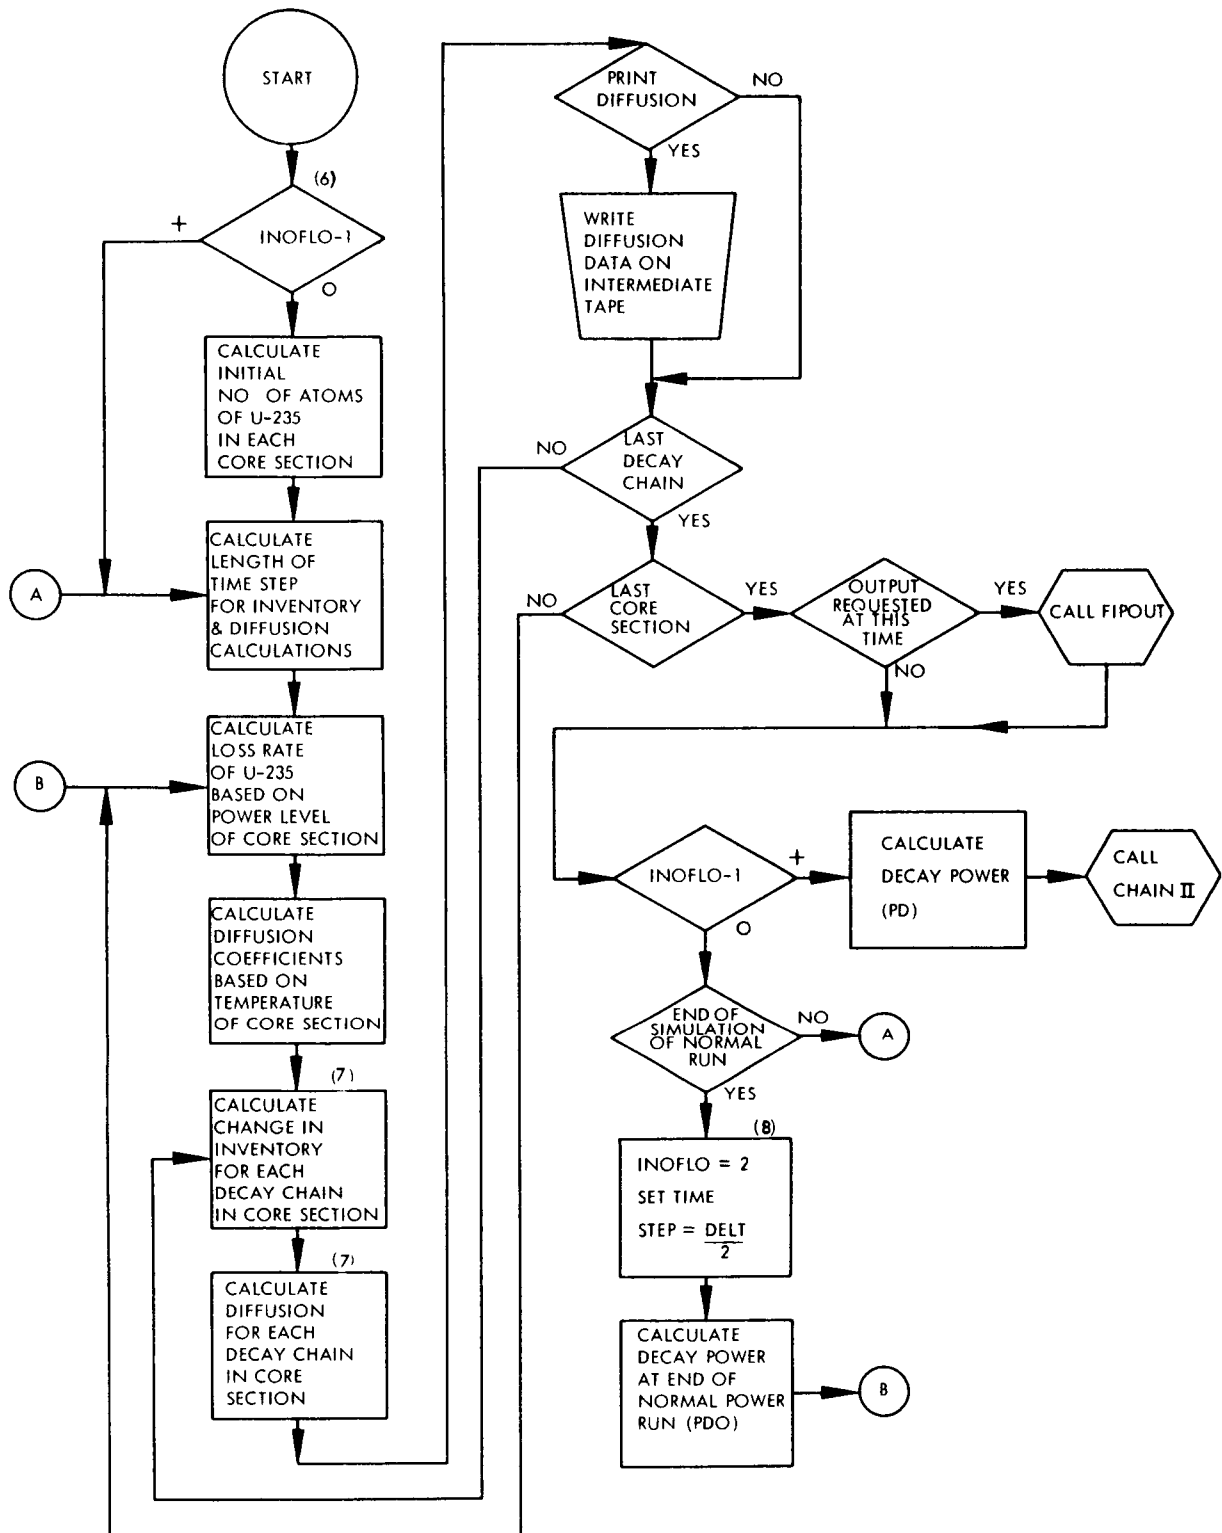 START
(6)
+
INOFLO-1
O
CALCULATE
INITIAL
NO OF ATOMS
OF U-235
IN EACH
CORE SECTION
CALCULATE
LENGTH OF
TIME STEP
FOR INVENTORY
& DIFFUSION
CALCULATIONS
A
CALCULATE
LOSS RATE
OF U-235
BASED ON
POWER LEVEL
OF CORE SECTION
B
CALCULATE
DIFFUSION
COEFFICIENTS
BASED ON
TEMPERATURE
OF CORE SECTION
(7)
CALCULATE
CHANGE IN
INVENTORY
FOR EACH
DECAY CHAIN
IN CORE SECTION
(7)
CALCULATE
DIFFUSION
FOR EACH
DECAY CHAIN
IN CORE
SECTION
PRINT
DIFFUSION
NO
YES
WRITE
DIFFUSION
DATA ON
INTERMEDIATE
TAPE
LAST
DECAY
CHAIN
NO
YES
LAST
CORE
SECTION
NO
YES
OUTPUT
REQUESTED
AT THIS
TIME
YES
NO
CALL FIPOUT
INOFLO-1
+
O
CALCULATE
DECAY POWER
(PD)
CALL
CHAIN II
END OF
SIMULATION
OF NORMAL
RUN
NO
A
YES
(8)
INOFLO = 2
SET TIME
STEP = DELT
2
CALCULATE
DECAY POWER
AT END OF
NORMAL POWER
RUN (PDO)
B